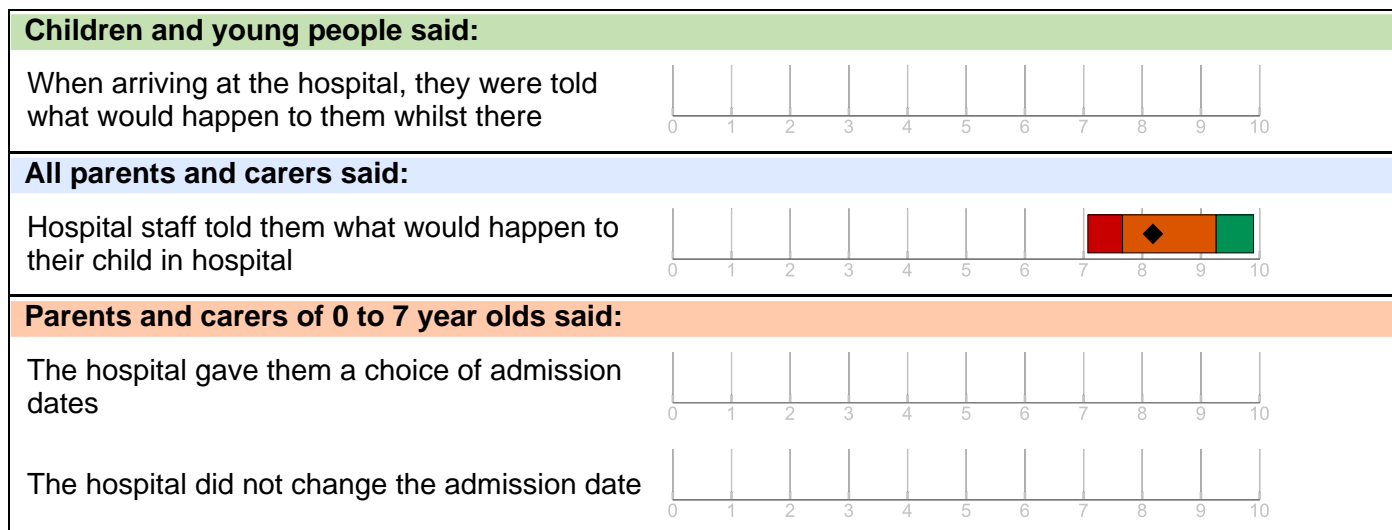 Children and young people said:
When arriving at the hospital, they were told
what would happen to them whilst there
0 1 2 3 4 5 6 7 8 9 10
All parents and carers said:
Hospital staff told them what would happen to
their child in hospital
0 1 2 3 4 5 6 7 8 9 10
Parents and carers of 0 to 7 year olds said:
The hospital gave them a choice of admission
dates
0 1 2 3 4 5 6 7 8 9 10
The hospital did not change the admission date
0 1 2 3 4 5 6 7 8 9 10